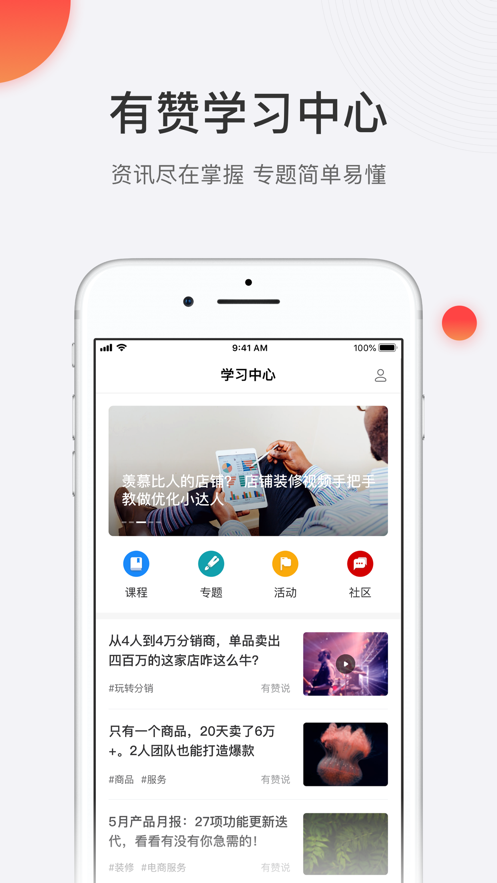 有赞学习中心
资讯尽在掌握 专题简单易懂
9:41 AM
100%
学习中心
羡慕比人的店铺? 店铺装修视频手把手
教做优化小达人
课程
专题
活动
社区
从4人到4万分销商，单品卖出
四百万的这家店咋这么牛?
#玩转分销
有赞说
只有一个商品，20天卖了6万
+。2人团队也能打造爆款
#商品 #服务
有赞说
5月产品月报：27项功能更新迭
代，看看有没有你急需的！
#装修 #电商服务
有赞说